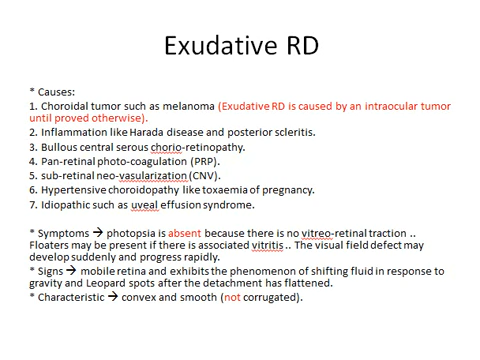 Exudative RD
* Causes:
1. Choroidal tumor such as melanoma (Exudative RD is caused by an intraocular tumor
until proved otherwise).
2. Inflammation like Harada disease and posterior scleritis.
3. Bullous central serous chorio-retinopathy.
4. Pan-retinal photo-coagulation (PRP).
5. sub-retinal neo-vasularization (CNV).
6. Hypertensive choroidopathy like toxaemia of pregnancy.
7. Idiopathic such as uveal effusion syndrome.
* Symptoms → photopsia is absent because there is no vitreo-retinal traction ..
Floaters may be present if there is associated vitritis .. The visual field defect may
develop suddenly and progress rapidly.
* Signs → mobile retina and exhibits the phenomenon of shifting fluid in response to
gravity and Leopard spots after the detachment has flattened.
* Characteristic → convex and smooth (not corrugated).